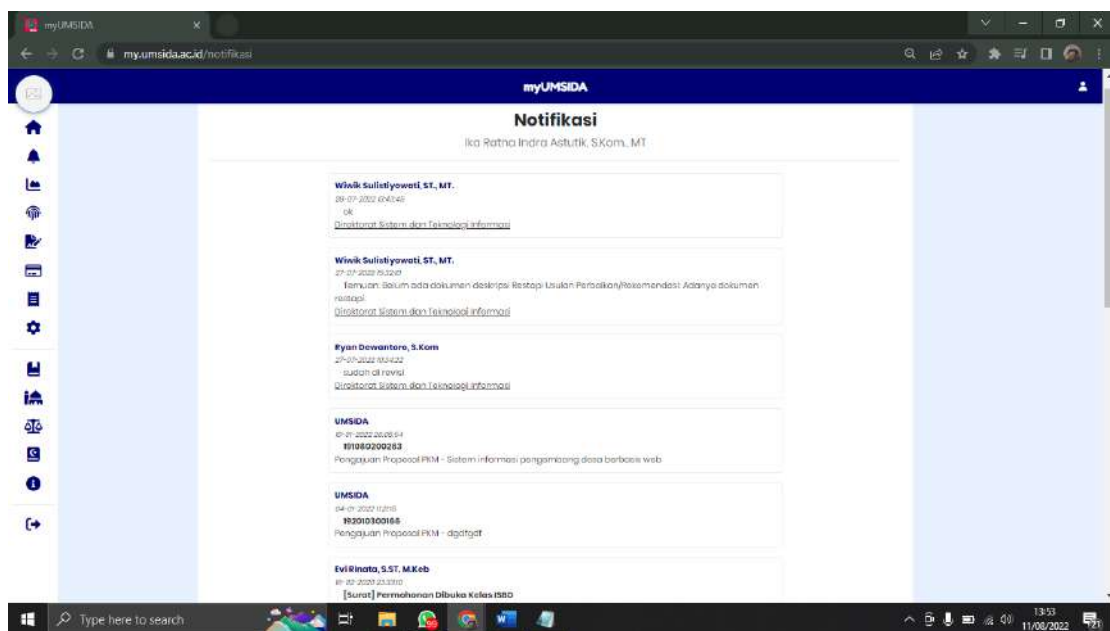 myUMSIDA
my.umsida.ac.id/notifikasi
myUMSIDA
Notifikasi
Ika Ratna Indra Astutik, S.Kom., MT
Wiwik Sulistiyowati, ST., MT.
ok
Direktorat Sistem dan Teknologi Informasi
Wiwik Sulistiyowati, ST., MT.
Temuan: Belum ada dokumen deskripsi Restapi Usulan Perbaikan/Rekomendasi: Adanya dokumen
restapi
Direktorat Sistem dan Teknologi Informasi
Ryan Dewantoro, S.Kom
sudah di revisi
Direktorat Sistem dan Teknologi Informasi
UMSIDA
191080200283
Pengajuan Proposal PKM - Sistem informasi pengambang desa berbasis web
UMSIDA
192010300166
Pengajuan Proposal PKM - dgdfgdf
Evi Rinata, S.ST. M.Keb
[Surat] Permohonan Dibuka Kelas ISBD
Type here to search
13:53
11/08/2022